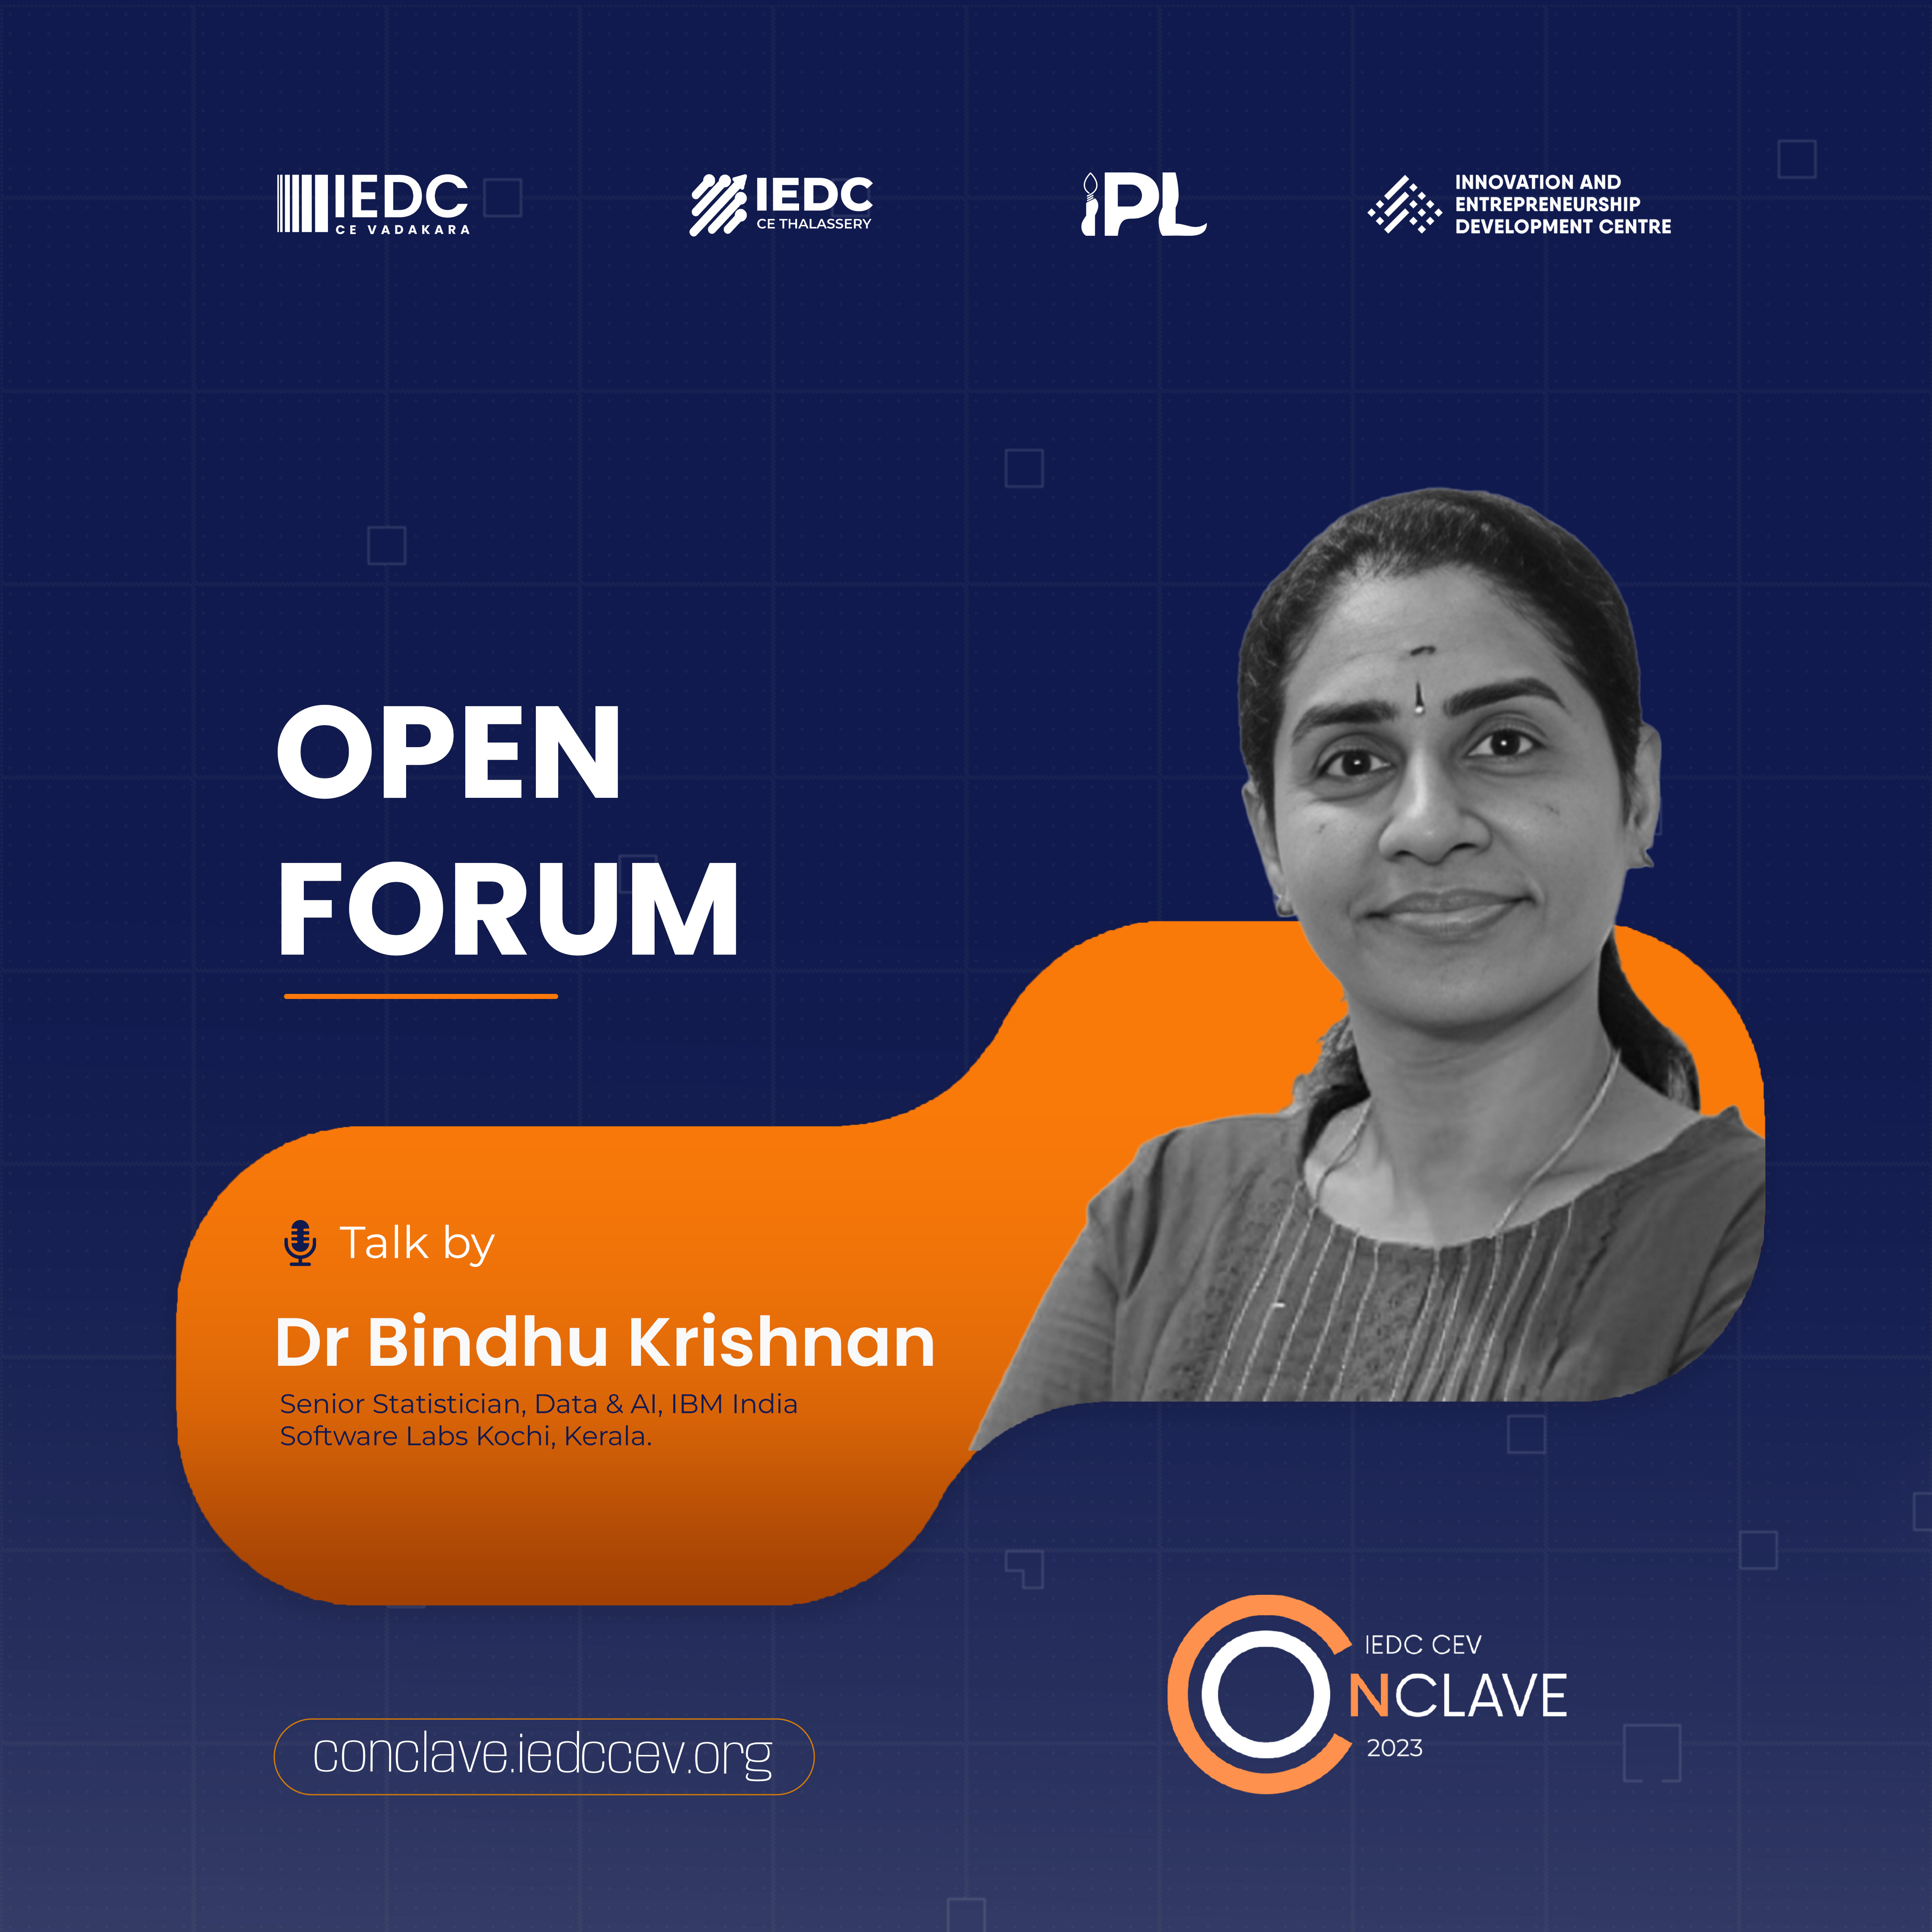 IEDC
CE VADAKARA
IEDC
CE THALASSERY
iPL
INNOVATION AND
ENTREPRENEURSHIP
DEVELOPMENT CENTRE
OPEN
FORUM
Talk by
Dr Bindhu Krishnan
Senior Statistician, Data & AI, IBM India
Software Labs Kochi, Kerala.
IEDC CEV
CONCLAVE
2023
conclave.iedccev.org